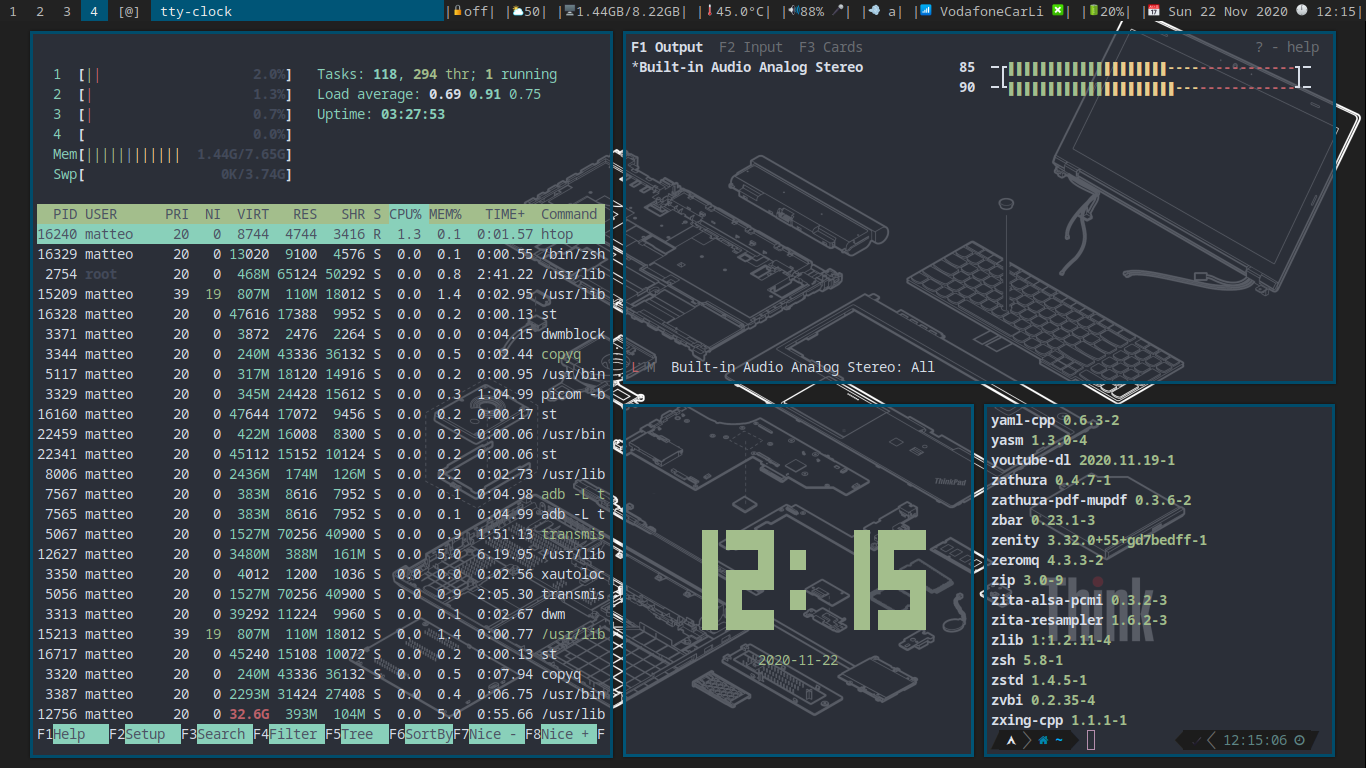 1 2 3 4 [@] tty-clock |off| |50| |1.44GB/8.22GB| |45.0°C| |88% | | a| | VodafoneCarLi | |20%| | Sun 22 Nov 2020 12:15|
1 [|| 2.0%] Tasks: 118, 294 thr; 1 running
2 [| 1.3%] Load average: 0.69 0.91 0.75
3 [| 0.7%] Uptime: 03:27:53
4 [ 0.0%]
Mem[|||||||||||| 1.44G/7.65G]
Swp[ 0K/3.74G]
PID USER PRI NI VIRT RES SHR S CPU% MEM% TIME+ Command
16240 matteo 20 0 8744 4744 3416 R 1.3 0.1 0:01.57 htop
16329 matteo 20 0 13020 9100 4576 S 0.0 0.1 0:00.55 /bin/zsh
2754 root 20 0 468M 65124 50292 S 0.0 0.8 2:41.22 /usr/lib
15209 matteo 39 19 807M 110M 18012 S 0.0 1.4 0:02.95 /usr/lib
16328 matteo 20 0 47616 17388 9952 S 0.0 0.2 0:00.13 st
3371 matteo 20 0 3872 2476 2264 S 0.0 0.0 0:04.15 dwmblock
3344 matteo 20 0 240M 43336 36132 S 0.0 0.5 0:02.44 copyq
5117 matteo 20 0 317M 18120 14916 S 0.0 0.2 0:00.95 /usr/bin
3329 matteo 20 0 345M 24428 15612 S 0.0 0.3 1:04.99 picom -b
16160 matteo 20 0 47644 17072 9456 S 0.0 0.2 0:00.17 st
22459 matteo 20 0 422M 16008 8300 S 0.0 0.2 0:00.06 /usr/bin
22341 matteo 20 0 45112 15152 10124 S 0.0 0.2 0:00.06 st
8006 matteo 20 0 2436M 174M 126M S 0.0 2.2 0:02.73 /usr/lib
7567 matteo 20 0 383M 8616 7952 S 0.0 0.1 0:04.98 adb -L t
7565 matteo 20 0 383M 8616 7952 S 0.0 0.1 0:04.99 adb -L t
5067 matteo 20 0 1527M 70256 40900 S 0.0 0.9 1:51.13 transmis
12627 matteo 20 0 3480M 388M 161M S 0.0 5.0 6:19.95 /usr/lib
3350 matteo 20 0 4012 1200 1036 S 0.0 0.0 0:02.56 xautoloc
5056 matteo 20 0 1527M 70256 40900 S 0.0 0.9 2:05.30 transmis
3313 matteo 20 0 39292 11224 9960 S 0.0 0.1 0:02.67 dwm
15213 matteo 39 19 807M 110M 18012 S 0.0 1.4 0:00.77 /usr/lib
16717 matteo 20 0 45240 15108 10072 S 0.0 0.2 0:00.13 st
3320 matteo 20 0 240M 43336 36132 S 0.0 0.5 0:07.94 copyq
3387 matteo 20 0 2293M 31424 27408 S 0.0 0.4 0:06.75 /usr/bin
12756 matteo 20 0 32.6G 393M 104M S 0.0 5.0 0:55.66 /usr/lib
F1Help F2Setup F3Search F4Filter F5Tree F6SortByF7Nice -F8Nice +F
F1 Output F2 Input F3 Cards ? - help
*Built-in Audio Analog Stereo 85
90
L M Built-in Audio Analog Stereo: All
12:15
2020-11-22
ThinkPad
yaml-cpp 0.6.3-2
yasm 1.3.0-4
youtube-dl 2020.11.19-1
zathura 0.4.7-1
zathura-pdf-mupdf 0.3.6-2
zbar 0.23.1-3
zenity 3.32.0+55+gd7bedff-1
zeromq 4.3.3-2
zip 3.0-9
zita-alsa-pcmi 0.3.2-3
zita-resampler 1.6.2-3
zlib 1:1.2.11-4
zsh 5.8-1
zstd 1.4.5-1
zvbi 0.2.35-4
zxing-cpp 1.1.1-1
~ 12:15:06
Think